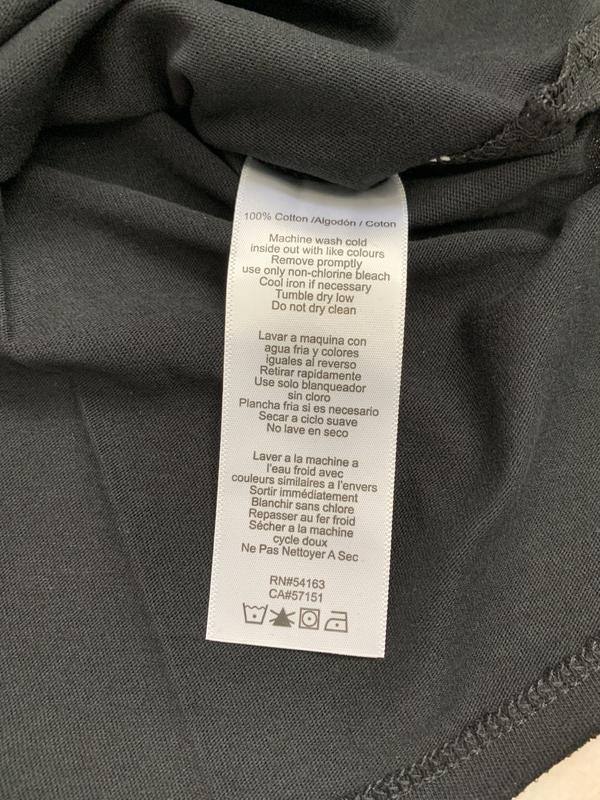 100% Cotton /Algodón / Coton
Machine wash cold
inside out with like colours
Remove promptly
use only non-chlorine bleach
Cool iron if necessary
Tumble dry low
Do not dry clean
Lavar a maquina con
agua fria y colores
iguales al reverso
Retirar rapidamente
Use solo blanqueador
sin cloro
Plancha fria si es necesario
Secar a ciclo suave
No lave en seco
Laver a la machine a
l'eau froid avec
couleurs similaires a l'envers
Sortir immédiatement
Blanchir sans chlore
Repasser au fer froid
Sécher a la machine
cycle doux
Ne Pas Nettoyer A Sec
RN#54163
CA#57151